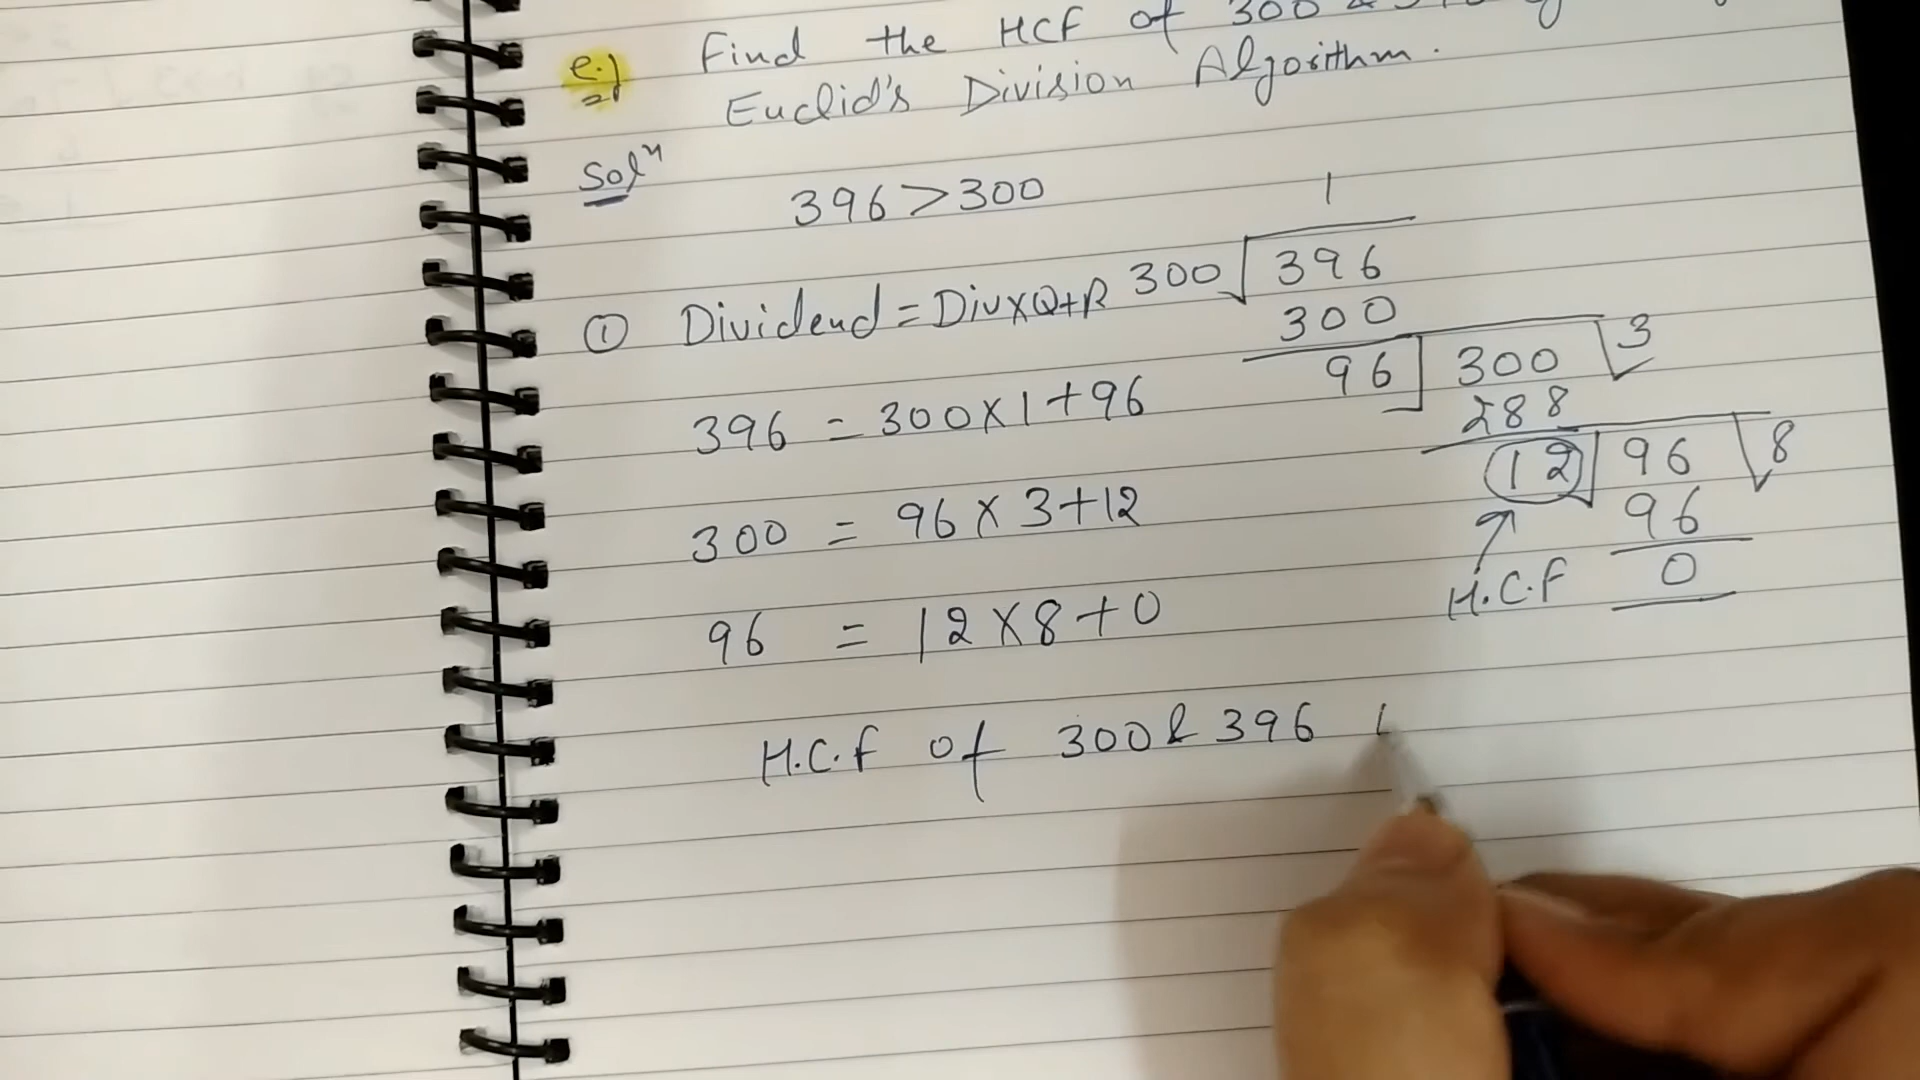 e.) Find the HCF of 300 &
Euclid's Division Algorithm.
Solⁿ
396 > 300
① Dividend = Div X Q + R
396 = 300 X 1 + 96
300 = 96 X 3 + 12
96 = 12 X 8 + 0
H.C.F of 300 & 396
1
300 396
300
96 300 3
288
12 96 8
96
H.C.F 0